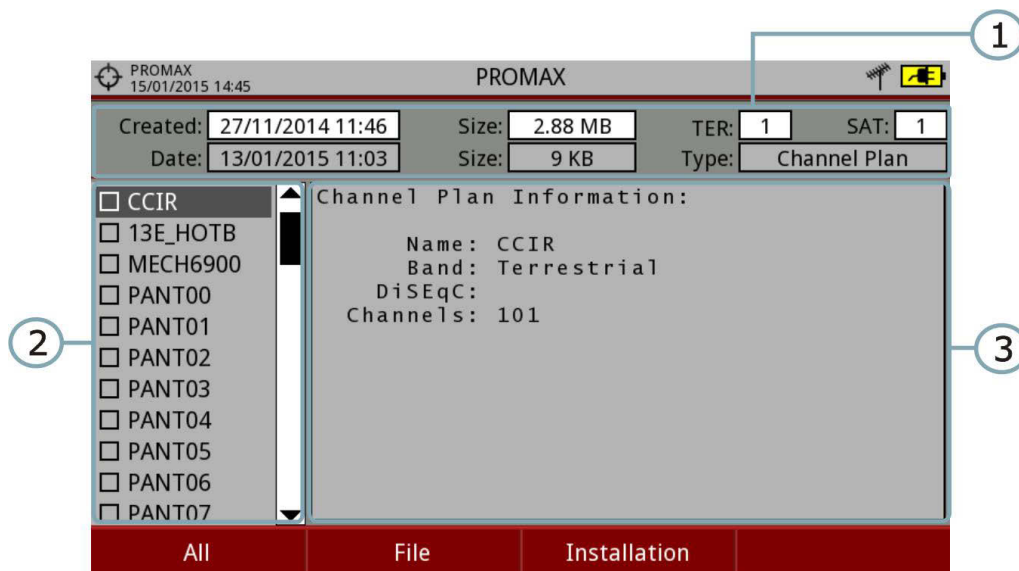 1
PROMAX
15/01/2015 14:45
PROMAX
Created: 27/11/2014 11:46 Size: 2.88 MB TER: 1 SAT: 1
Date: 13/01/2015 11:03 Size: 9 KB Type: Channel Plan
CCIR
13E_HOTB
MECH6900
PANT00
PANT01
PANT02
PANT03
PANT04
PANT05
PANT06
PANT07
Channel Plan Information:
Name: CCIR
Band: Terrestrial
DiSEqC:
Channels: 101
2
3
All File Installation